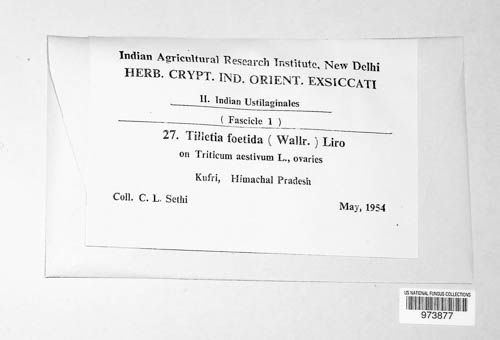 Indian Agricultural Research Institute, New Delhi
HERB. CRYPT. IND. ORIENT. EXSICCATI
II. Indian Ustilaginales
( Fascicle 1 )
27. Tilletia foetida ( Wallr. ) Liro
on Triticum aestivum L., ovaries
Kufri, Himachal Pradesh
Coll. C. L. Sethi May, 1954
US NATIONAL FUNGUS COLLECTIONS
973877